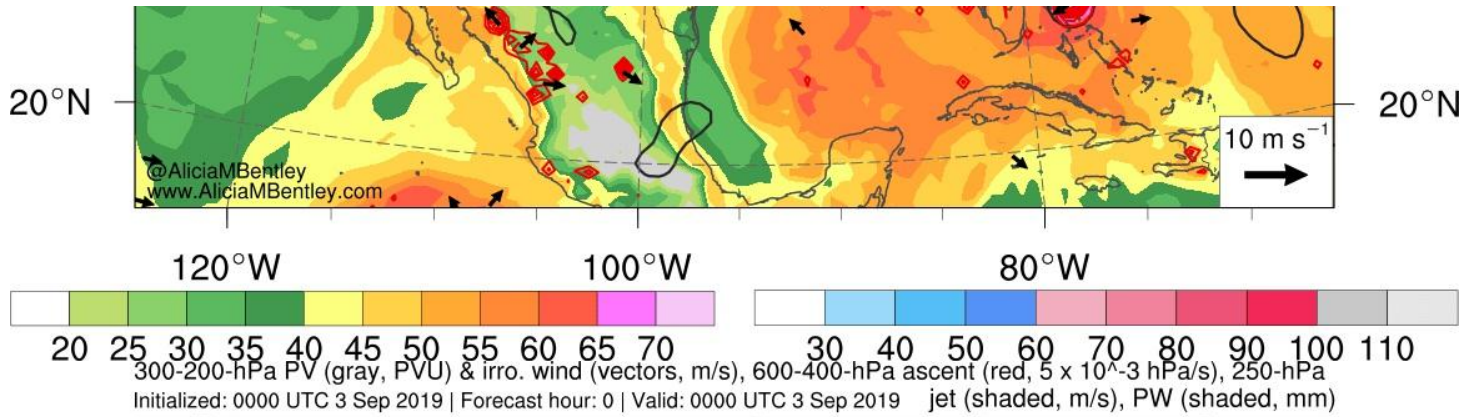 20°N
20°N
10 m s⁻¹
@AliciaMBentley
www.AliciaMBentley.com
120°W 100°W 80°W
20 25 30 35 40 45 50 55 60 65 70 30 40 50 60 70 80 90 100 110
300-200-hPa PV (gray, PVU) & irro. wind (vectors, m/s), 600-400-hPa ascent (red, 5 x 10^-3 hPa/s), 250-hPa
Initialized: 0000 UTC 3 Sep 2019 | Forecast hour: 0 | Valid: 0000 UTC 3 Sep 2019 jet (shaded, m/s), PW (shaded, mm)